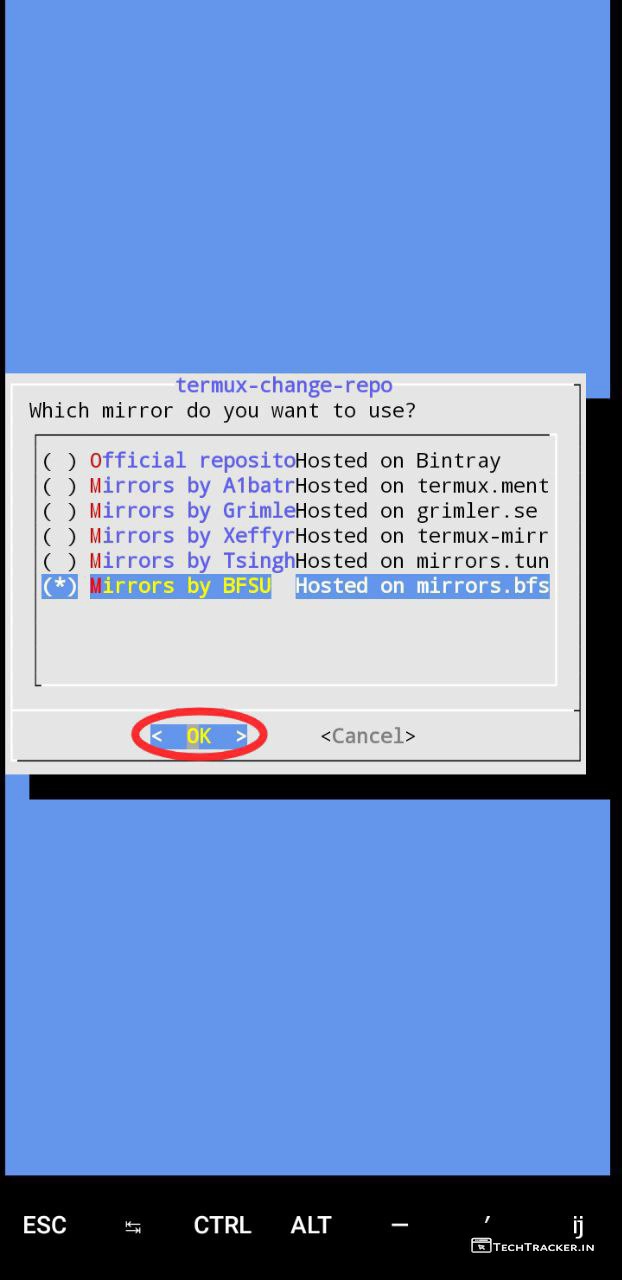 termux-change-repo
Which mirror do you want to use?
( ) Official reposito Hosted on Bintray
( ) Mirrors by A1batr Hosted on termux.ment
( ) Mirrors by Grimle Hosted on grimler.se
( ) Mirrors by Xeffyr Hosted on termux-mirr
( ) Mirrors by Tsingh Hosted on mirrors.tun
(*) Mirrors by BFSU Hosted on mirrors.bfs
< OK > <Cancel>
ESC ↹ CTRL ALT — ′ ij
TECHTRACKER.IN